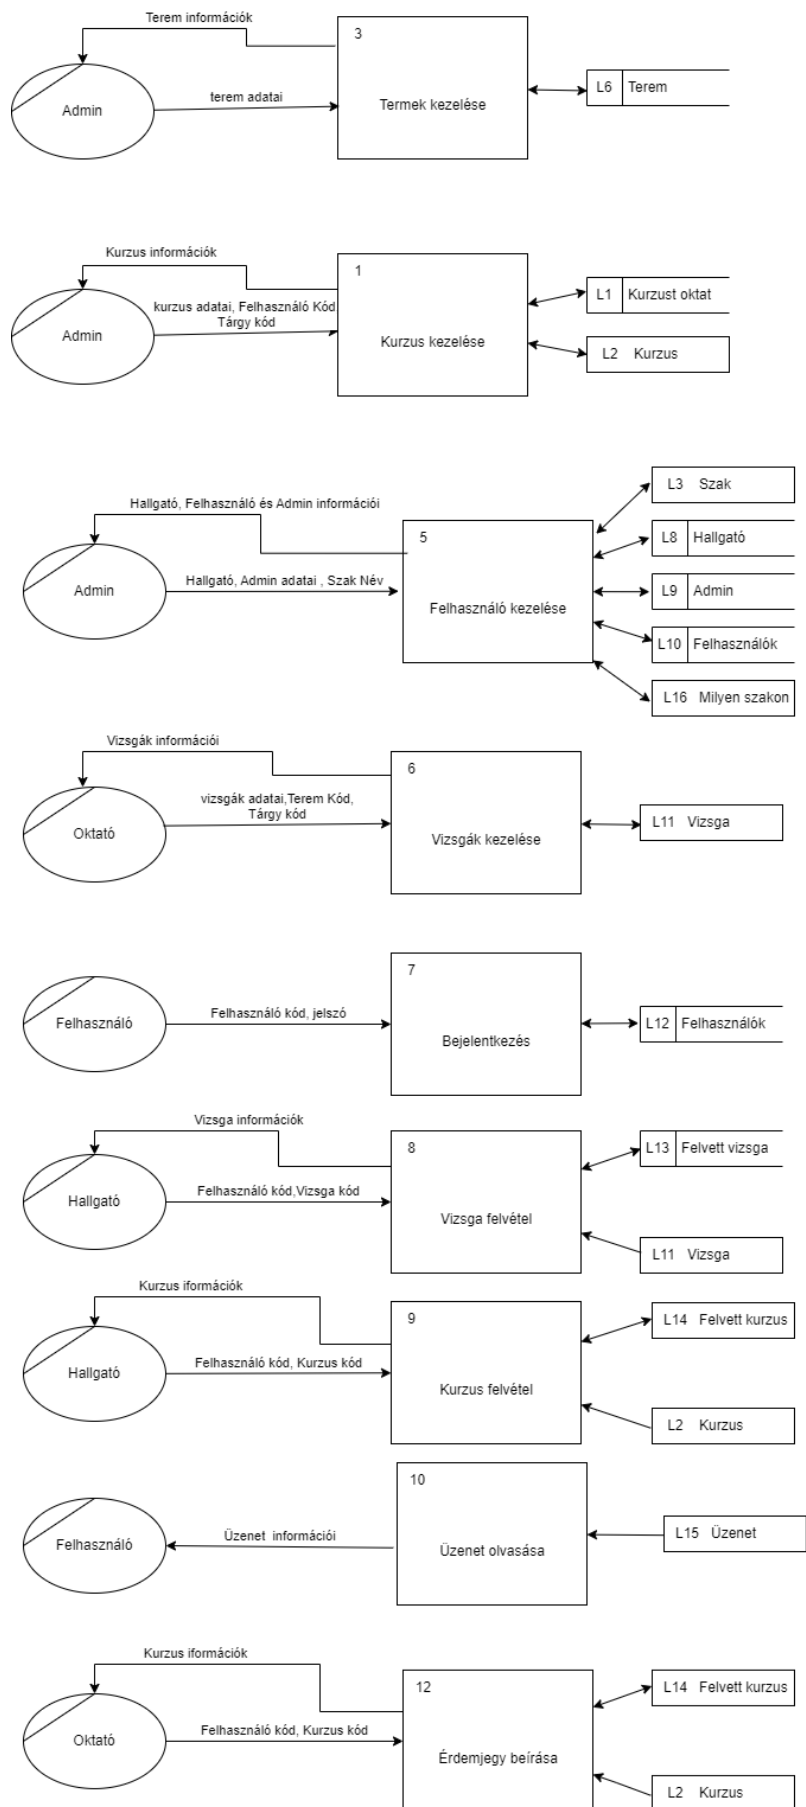 Terem információk
3
Admin
terem adatai
Termek kezelése
L6 Terem
Kurzus információk
1
Admin
kurzus adatai, Felhasználó Kód
Tárgy kód
Kurzus kezelése
L1 Kurzust oktat
L2 Kurzus
Hallgató, Felhasználó és Admin információi
5
Admin
Hallgató, Admin adatai , Szak Név
Felhasználó kezelése
L3 Szak
L8 Hallgató
L9 Admin
L10 Felhasználók
L16 Milyen szakon
Vizsgák információi
6
Oktató
vizsgák adatai,Terem Kód,
Tárgy kód
Vizsgák kezelése
L11 Vizsga
7
Felhasználó
Felhasználó kód, jelszó
Bejelentkezés
L12 Felhasználók
Vizsga információk
8
Hallgató
Felhasználó kód,Vizsga kód
Vizsga felvétel
L13 Felvett vizsga
L11 Vizsga
Kurzus iformációk
9
Hallgató
Felhasználó kód, Kurzus kód
Kurzus felvétel
L14 Felvett kurzus
L2 Kurzus
10
Felhasználó
Üzenet információi
Üzenet olvasása
L15 Üzenet
Kurzus iformációk
12
Oktató
Felhasználó kód, Kurzus kód
Érdemjegy beírása
L14 Felvett kurzus
L2 Kurzus